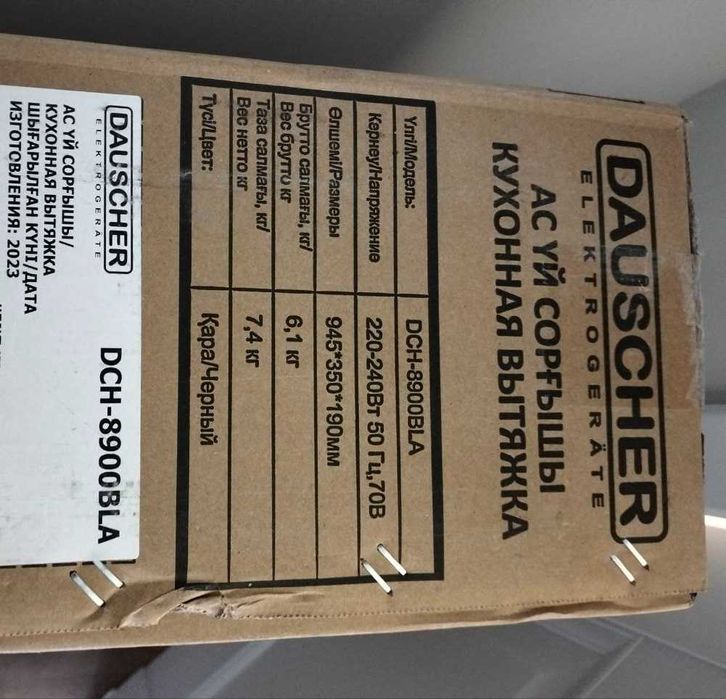 DAUSCHER
ELEKTROGERÄTE
АС ҮЙ СОРҒЫШЫ
КУХОННАЯ ВЫТЯЖКА
Үлгі/Модель: DCH-8900BLA
Кернеу/Напряжение 220-240Вт 50 Гц,70В
Өлшемі/Размеры 945*350*190мм
Брутто салмағы, кг/
Вес брутто кг 6,1 кг
Таза салмағы, кг/
Вес нетто кг 7,4 кг
Түсі/Цвет: Қара/Черный
DAUSCHER
ELEKTROGERÄTE
DCH-8900BLA
АС ҮЙ СОРҒЫШЫ/
КУХОННАЯ ВЫТЯЖКА
ШЫҒАРЫЛҒАН КҮНІ/ДАТА
ИЗГОТОВЛЕНИЯ: 2023